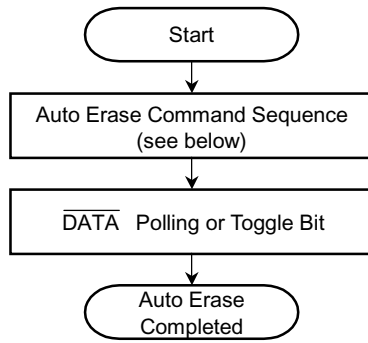 Start
Auto Erase Command Sequence
(see below)
DATA Polling or Toggle Bit
Auto Erase
Completed